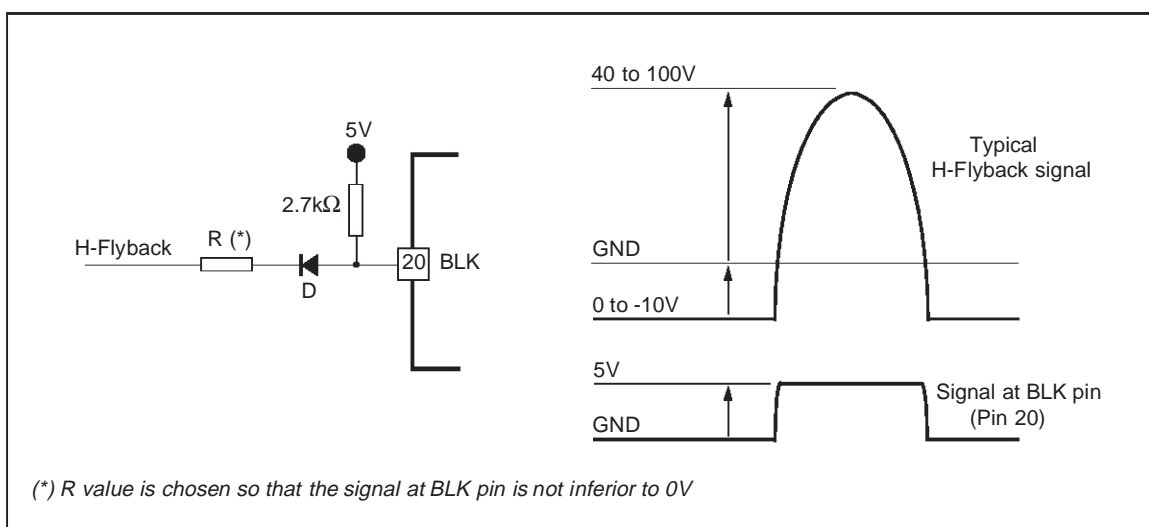 5V
2.7kΩ
H-Flyback
R (*)
D
20
BLK
40 to 100V
Typical
H-Flyback signal
GND
0 to -10V
5V
GND
Signal at BLK pin
(Pin 20)
(*) R value is chosen so that the signal at BLK pin is not inferior to 0V